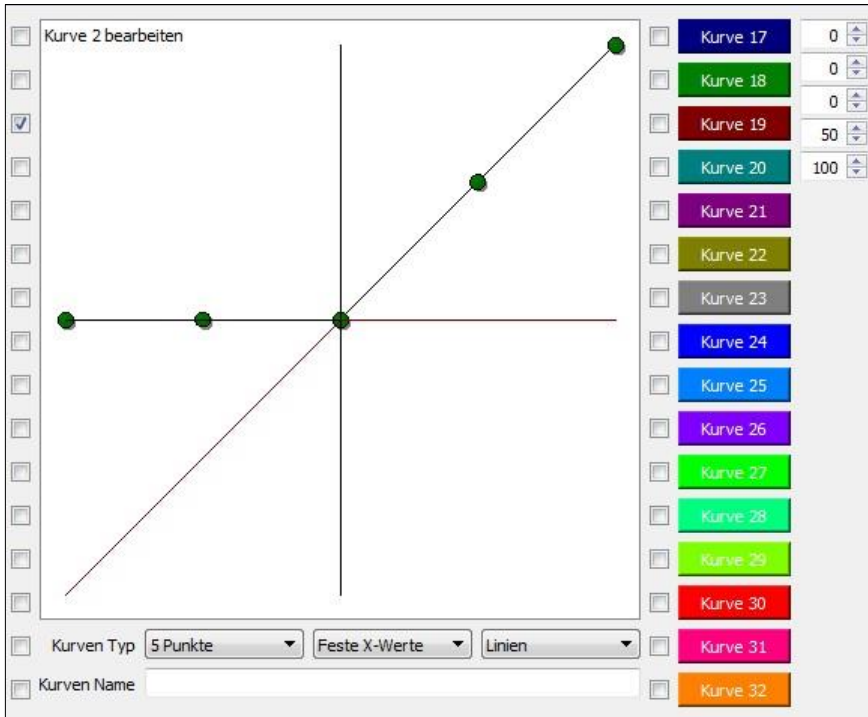 Kurve 2 bearbeiten
Kurve 17
0
Kurve 18
0
0
Kurve 19
50
Kurve 20
100
Kurve 21
Kurve 22
Kurve 23
Kurve 24
Kurve 25
Kurve 26
Kurve 27
Kurve 28
Kurve 29
Kurve 30
Kurven Typ
5 Punkte
Feste X-Werte
Linien
Kurve 31
Kurven Name
Kurve 32